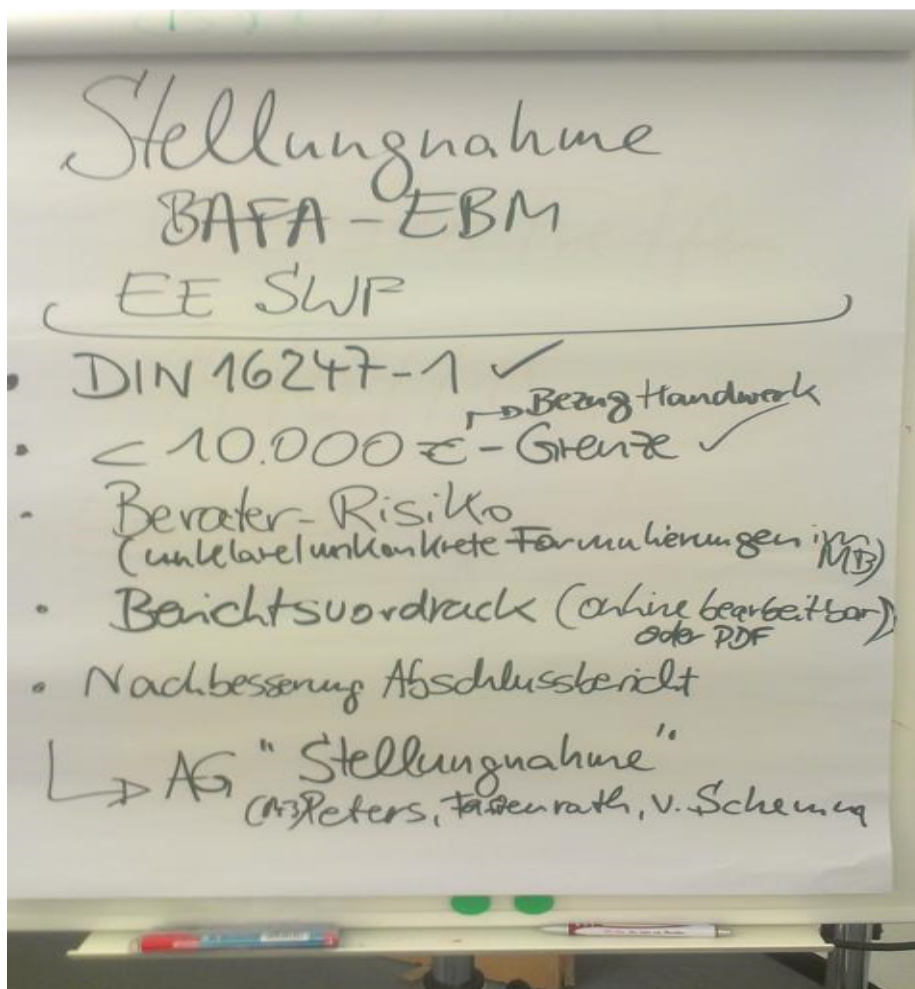 Stellungnahme
BAFA - EBM
EE SWP
• DIN 16247-1 ✓
→ Bezug Handwerk
• < 10.000 € - Grenze ✓
- Berater-Risiko
(unklare/unkonkrete Formulierungen im MB)
• Berichtsvordruck (online bearbeitbar)
oder PDF
• Nachbesserung Abschlussbericht
↳ AG "Stellungnahme"
Peters, v.